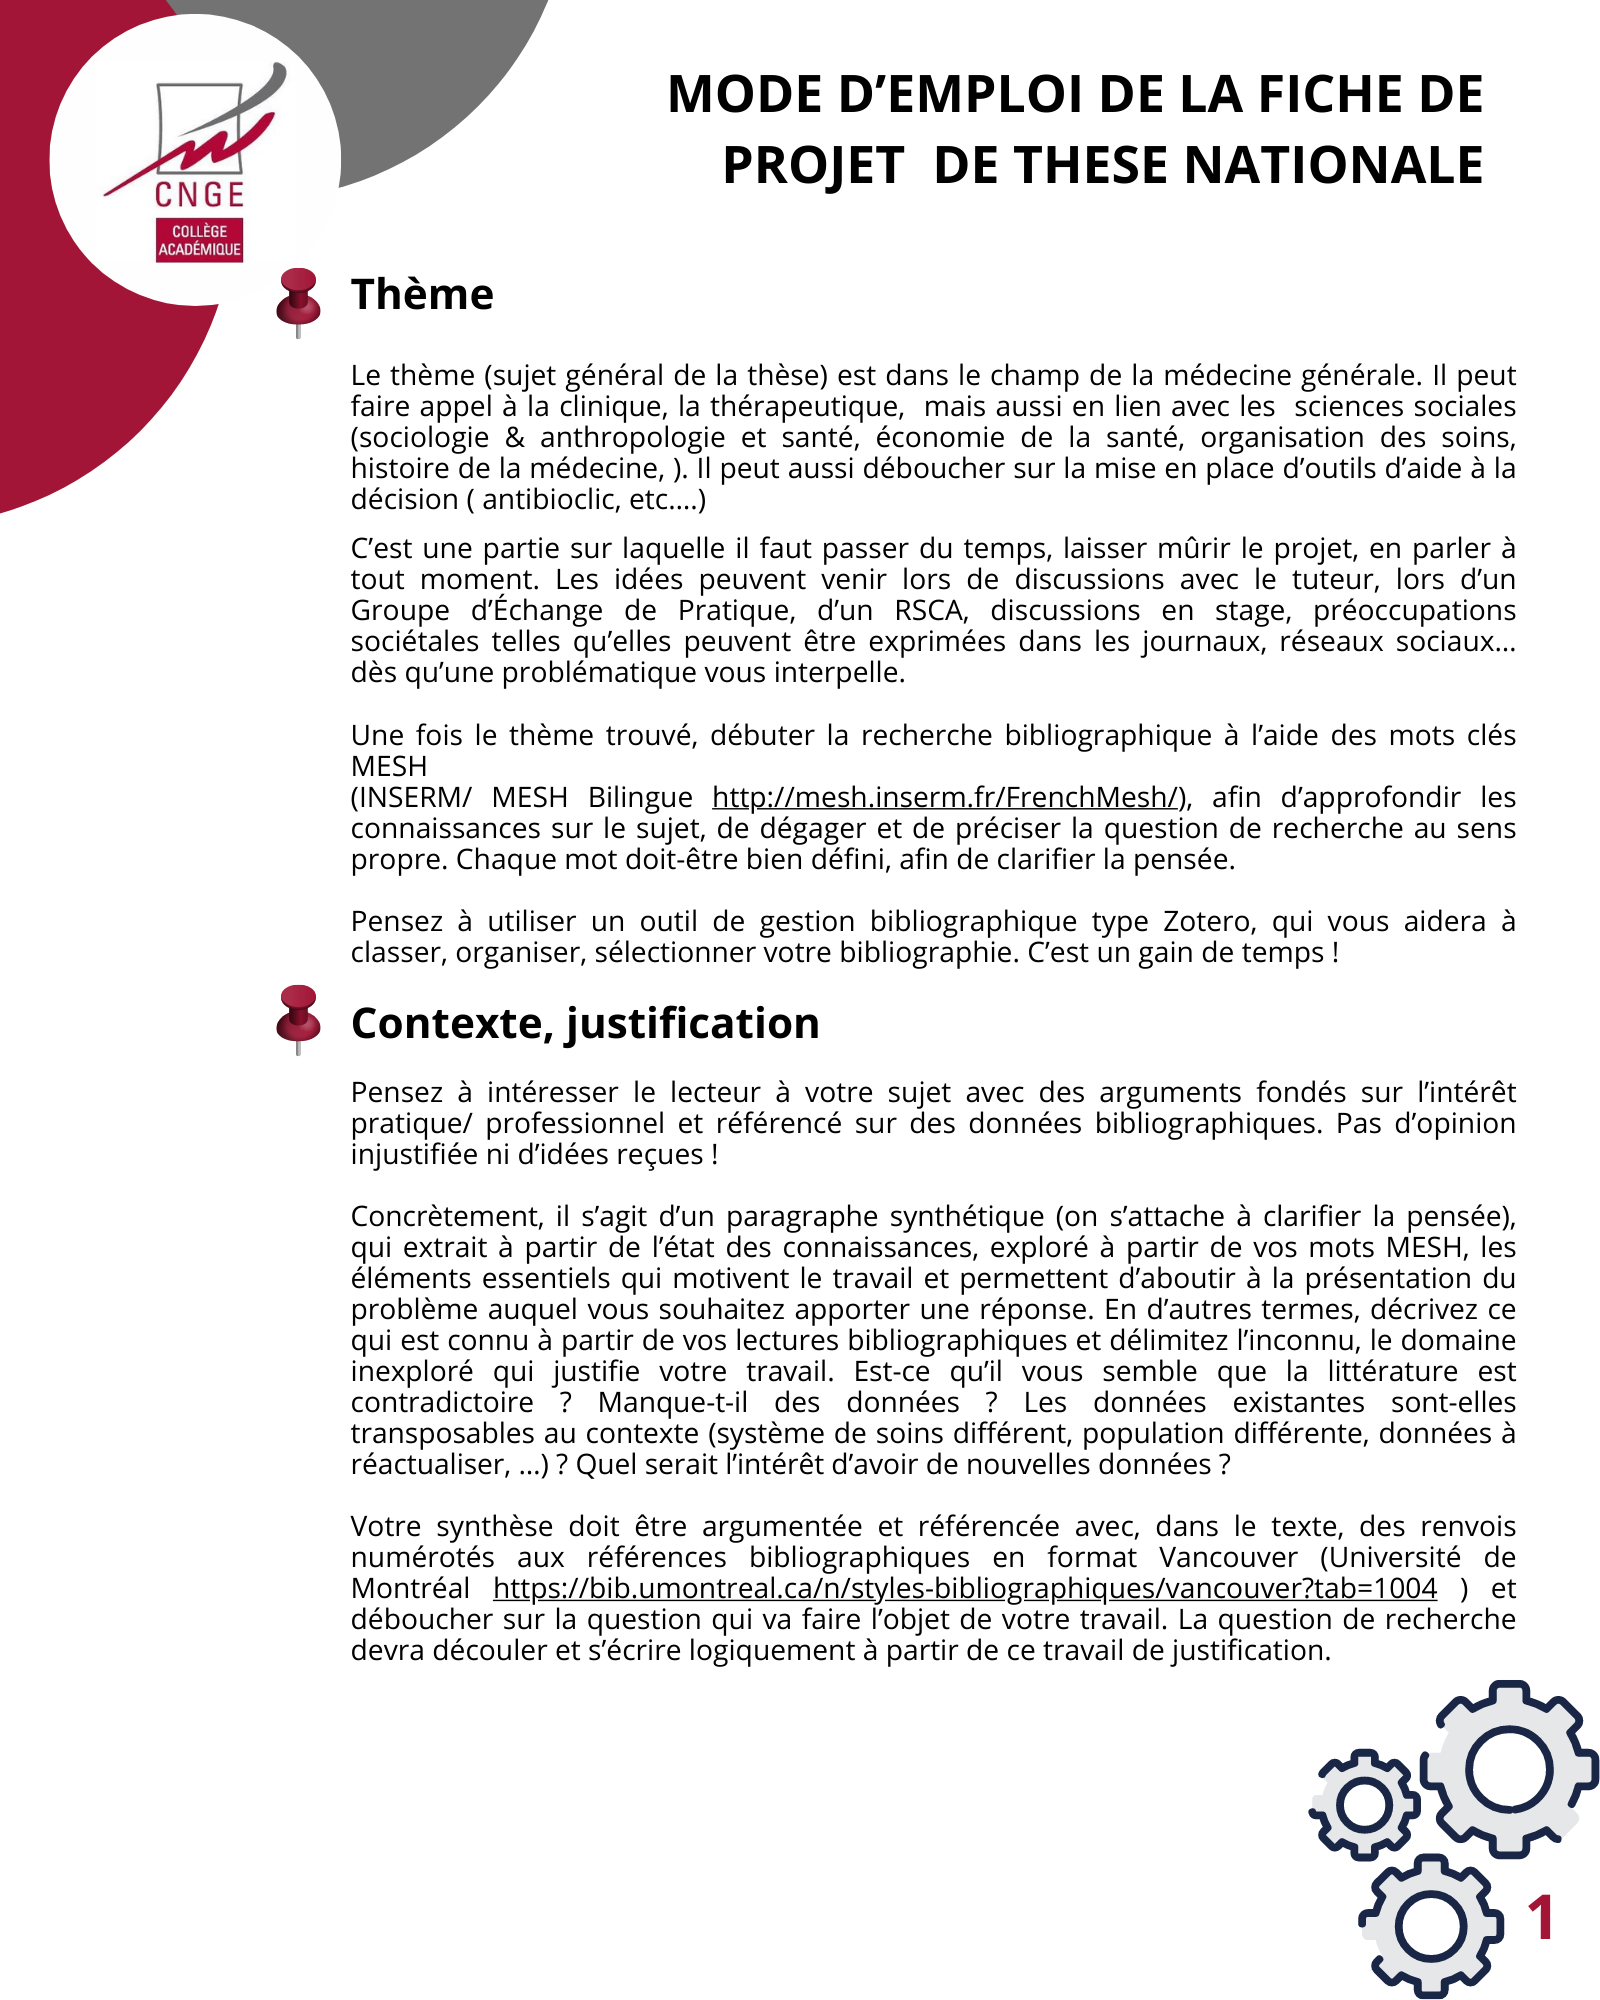 CNGE
COLLÈGE
ACADÉMIQUE
MODE D’EMPLOI DE LA FICHE DE
PROJET DE THESE NATIONALE
Thème
Le thème (sujet général de la thèse) est dans le champ de la médecine générale. Il peut
faire appel à la clinique, la thérapeutique, mais aussi en lien avec les sciences sociales
(sociologie & anthropologie et santé, économie de la santé, organisation des soins,
histoire de la médecine, ). Il peut aussi déboucher sur la mise en place d’outils d’aide à la
décision ( antibioclic, etc....)
C’est une partie sur laquelle il faut passer du temps, laisser mûrir le projet, en parler à
tout moment. Les idées peuvent venir lors de discussions avec le tuteur, lors d’un
Groupe d’Échange de Pratique, d’un RSCA, discussions en stage, préoccupations
sociétales telles qu’elles peuvent être exprimées dans les journaux, réseaux sociaux...
dès qu’une problématique vous interpelle.
Une fois le thème trouvé, débuter la recherche bibliographique à l’aide des mots clés
MESH
(INSERM/ MESH Bilingue http://mesh.inserm.fr/FrenchMesh/), afin d’approfondir les
connaissances sur le sujet, de dégager et de préciser la question de recherche au sens
propre. Chaque mot doit-être bien défini, afin de clarifier la pensée.
Pensez à utiliser un outil de gestion bibliographique type Zotero, qui vous aidera à
classer, organiser, sélectionner votre bibliographie. C’est un gain de temps !
Contexte, justification
Pensez à intéresser le lecteur à votre sujet avec des arguments fondés sur l’intérêt
pratique/ professionnel et référencé sur des données bibliographiques. Pas d’opinion
injustifiée ni d’idées reçues !
Concrètement, il s’agit d’un paragraphe synthétique (on s’attache à clarifier la pensée),
qui extrait à partir de l’état des connaissances, exploré à partir de vos mots MESH, les
éléments essentiels qui motivent le travail et permettent d’aboutir à la présentation du
problème auquel vous souhaitez apporter une réponse. En d’autres termes, décrivez ce
qui est connu à partir de vos lectures bibliographiques et délimitez l’inconnu, le domaine
inexploré qui justifie votre travail. Est-ce qu’il vous semble que la littérature est
contradictoire ? Manque-t-il des données ? Les données existantes sont-elles
transposables au contexte (système de soins différent, population différente, données à
réactualiser, ...) ? Quel serait l’intérêt d’avoir de nouvelles données ?
Votre synthèse doit être argumentée et référencée avec, dans le texte, des renvois
numérotés aux références bibliographiques en format Vancouver (Université de
Montréal https://bib.umontreal.ca/n/styles-bibliographiques/vancouver?tab=1004 ) et
déboucher sur la question qui va faire l’objet de votre travail. La question de recherche
devra découler et s’écrire logiquement à partir de ce travail de justification.
1